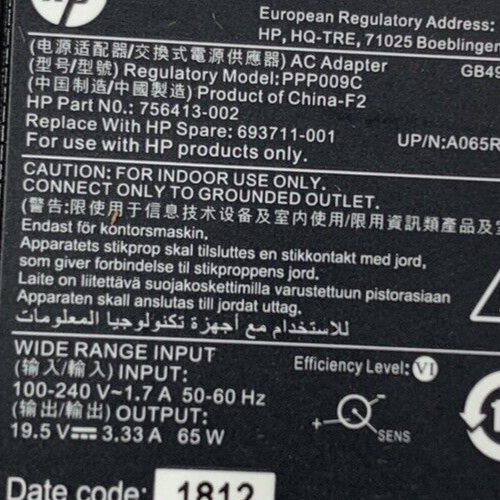 hp
European Regulatory Address:
HP, HQ-TRE, 71025 Boeblingen
(电源适配器/交換式電源供應器) AC Adapter
(型号/型號) Regulatory Model: PPP009C
GB49
(中国制造/中國製造) Product of China-F2
HP Part N0.: 756413-002
Replace With HP Spare: 693711-001
UP/N:A065R
For use with HP products only.
CAUTION: FOR INDOOR USE ONLY.
CONNECT ONLY TO GROUNDED OUTLET.
(警告:限使用于信息技术设备及室内使用/限用資訊類產品及室
Endast för kontorsmaskin.
Apparatets stikprop skal tilsluttes en stikkontakt med jord,
som giver forbindelse til stikproppens jord.
Laite on liitettävä suojakoskettimilla varustettuun pistorasiaan
Apparaten skall anslutas till jordat uttag.
للاستخدام مع أجهزة تكنولوجيا المعلومات
WIDE RANGE INPUT
(输入/輸入) INPUT:
100-240 V~1.7 A 50-60 Hz
(输出/輸出) OUTPUT:
19.5 V⎓ 3.33 A 65 W
Efficiency Level: VI
+
-
SENS
Date code: 1812